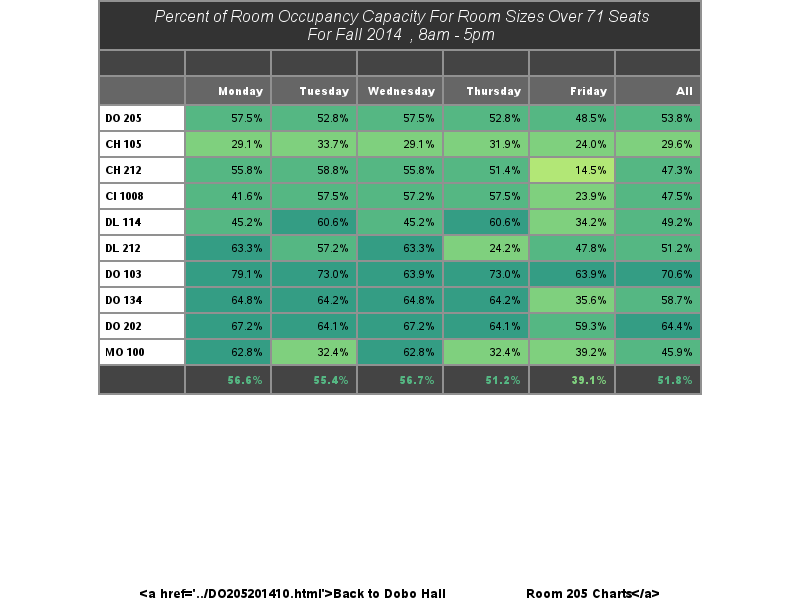 Percent of Room Occupancy Capacity For Room Sizes Over 71 Seats
For Fall 2014 , 8am - 5pm
Monday Tuesday Wednesday Thursday Friday All
DO 205 57.5% 52.8% 57.5% 52.8% 48.5% 53.8%
CH 105 29.1% 33.7% 29.1% 31.9% 24.0% 29.6%
CH 212 55.8% 58.8% 55.8% 51.4% 14.5% 47.3%
CI 1008 41.6% 57.5% 57.2% 57.5% 23.9% 47.5%
DL 114 45.2% 60.6% 45.2% 60.6% 34.2% 49.2%
DL 212 63.3% 57.2% 63.3% 24.2% 47.8% 51.2%
DO 103 79.1% 73.0% 63.9% 73.0% 63.9% 70.6%
DO 134 64.8% 64.2% 64.8% 64.2% 35.6% 58.7%
DO 202 67.2% 64.1% 67.2% 64.1% 59.3% 64.4%
MO 100 62.8% 32.4% 62.8% 32.4% 39.2% 45.9%
56.6% 55.4% 56.7% 51.2% 39.1% 51.8%
<a href='../DO205201410.html'>Back to Dobo Hall Room 205 Charts</a>